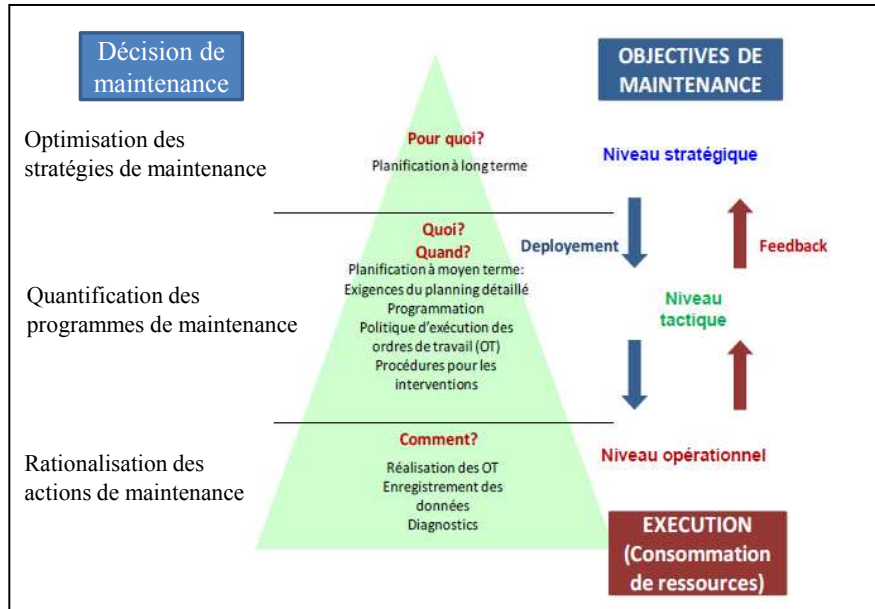 Décision de
maintenance
OBJECTIVES DE
MAINTENANCE
Optimisation des
stratégies de maintenance
Pour quoi?
Planification à long terme
Niveau stratégique
Quoi?
Quand?
Deployement
Feedback
Planification à moyen terme:
Exigences du planning détaillé
Programmation
Politique d'exécution des
ordres de travail (OT)
Procédures pour les
interventions
Quantification des
programmes de maintenance
Niveau
tactique
Comment?
Réalisation des OT
Enregistrement des
données
Diagnostics
Rationalisation des
actions de maintenance
Niveau opérationnel
EXECUTION
(Consommation
de ressources)